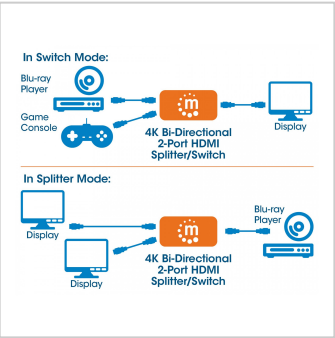 In Switch Mode:
Blu-ray
Player
Game
Console
m
4K Bi-Directional
2-Port HDMI
Splitter/Switch
Display
In Splitter Mode:
Display
Display
m
4K Bi-Directional
2-Port HDMI
Splitter/Switch
Blu-ray
Player